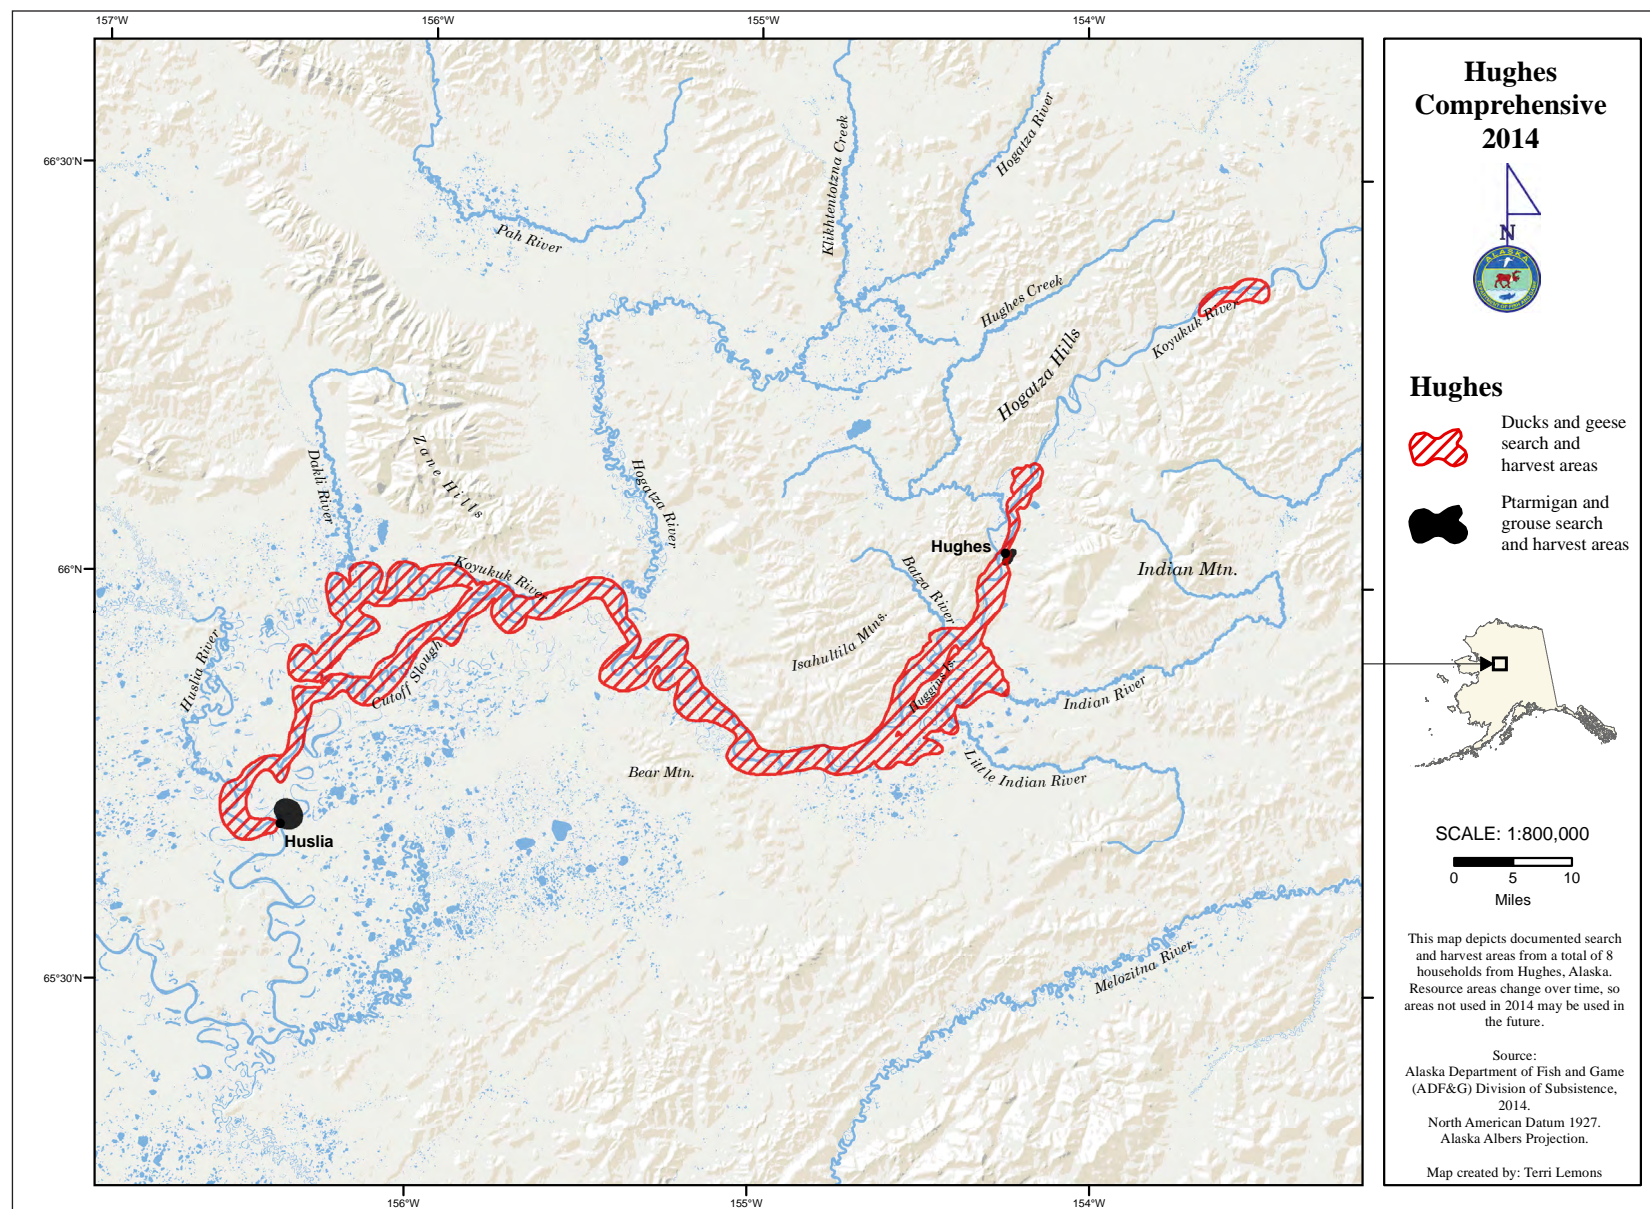 157°W
156°W
155°W
154°W
66°30'N
66°N
65°30'N
156°W
155°W
154°W
Pah River
Klikhtentotzna Creek
Hogatza River
Hughes Creek
Hogatza Hills
Koyukuk River
Dakli River
Zane Hills
Hogatza River
Hughes
Batza River
Indian Mtn.
Koyukuk River
Isahultila Mtns.
Huslia River
Cutoff Slough
Huggins Is.
Indian River
Bear Mtn.
Little Indian River
Huslia
Melozitna River
Hughes
Comprehensive
2014
N
ALASKA
Hughes
Ducks and geese
search and
harvest areas
Ptarmigan and
grouse search
and harvest areas
SCALE: 1:800,000
0 5 10
Miles
This map depicts documented search
and harvest areas from a total of 8
households from Hughes, Alaska.
Resource areas change over time, so
areas not used in 2014 may be used in
the future.
Source:
Alaska Department of Fish and Game
(ADF&G) Division of Subsistence,
2014.
North American Datum 1927.
Alaska Albers Projection.
Map created by: Terri Lemons